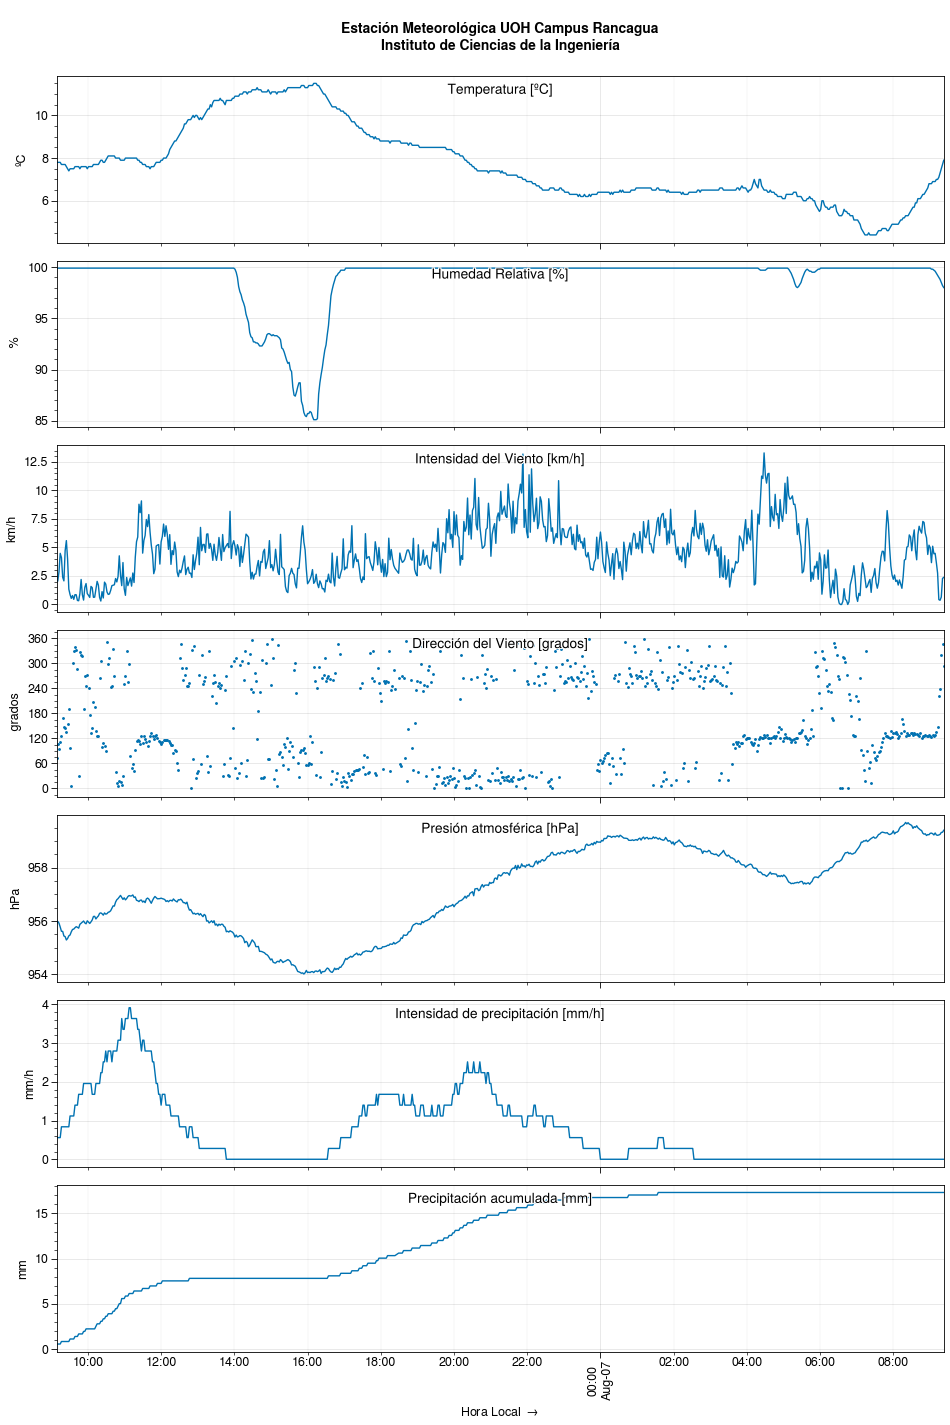 Estación Meteorológica UOH Campus Rancagua
Instituto de Ciencias de la Ingeniería
Temperatura [ºC]
10
8
6
ºC
Humedad Relativa [%]
100
95
90
85
%
Intensidad del Viento [km/h]
12.5
10
7.5
5
2.5
0
km/h
Dirección del Viento [grados]
360
300
240
180
120
60
0
grados
Presión atmosférica [hPa]
958
956
954
hPa
Intensidad de precipitación [mm/h]
4
3
2
1
0
mm/h
Precipitación acumulada [mm]
15
10
5
0
mm
10:00 12:00 14:00 16:00 18:00 20:00 22:00 00:00 02:00 04:00 06:00 08:00
Aug-07
Hora Local →